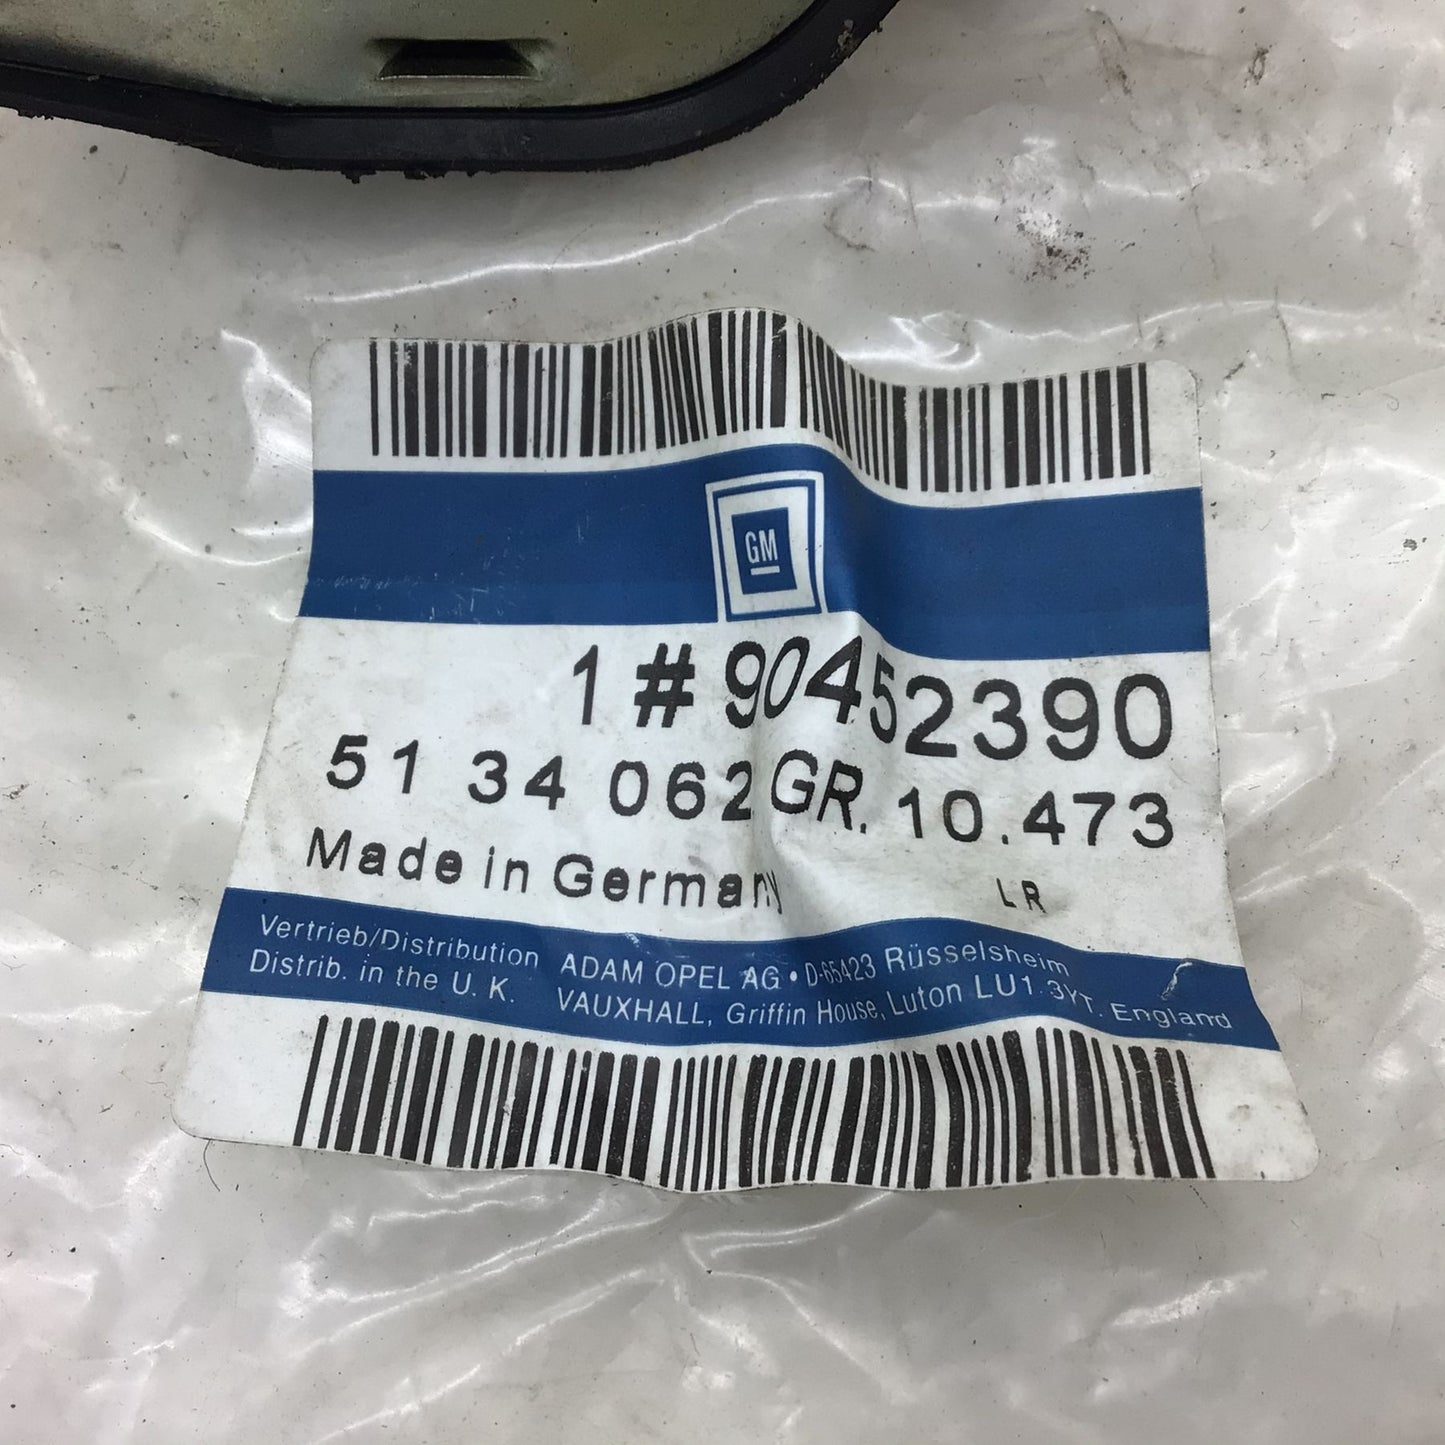 GM
1 # 90452390
51 34 062 GR. 10.473
Made in Germany LR
Vertrieb/Distribution ADAM OPEL AG • D-65423 Rüsselsheim
Distrib. in the U. K. VAUXHALL, Griffin House, Luton LU1.3YT. England